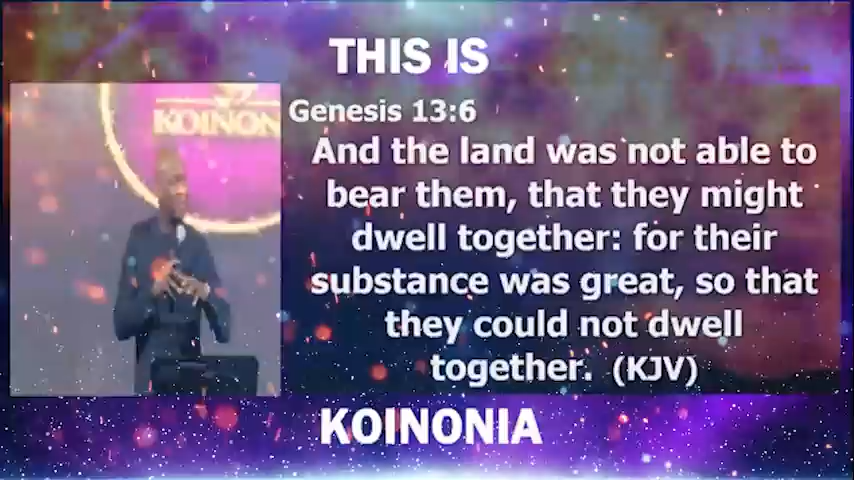 THIS IS
KOINON
Genesis 13:6
And the land was not able to
bear them, that they might
dwell together: for their
substance was great, so that
they could not dwell
together. (KJV)
KOINONIA